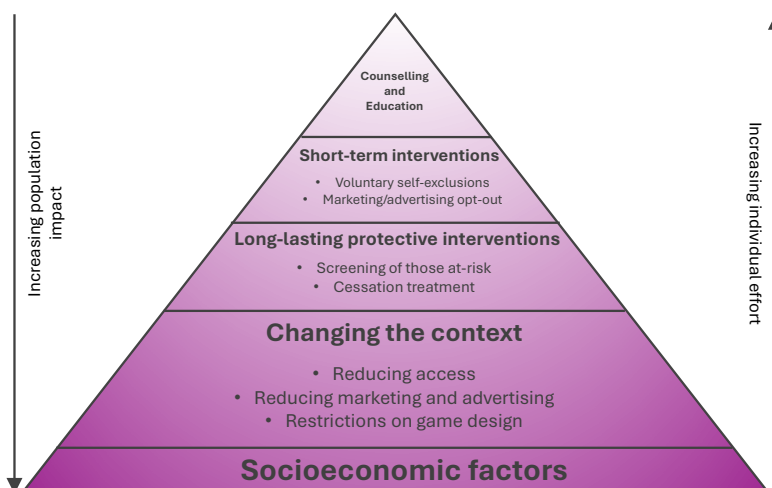 Counselling
and
Education
Short-term interventions
• Voluntary self-exclusions
• Marketing/advertising opt-out
Long-lasting protective interventions
• Screening of those at-risk
• Cessation treatment
Changing the context
• Reducing access
• Reducing marketing and advertising
• Restrictions on game design
Socioeconomic factors
Increasing population
impact
Increasing individual effort